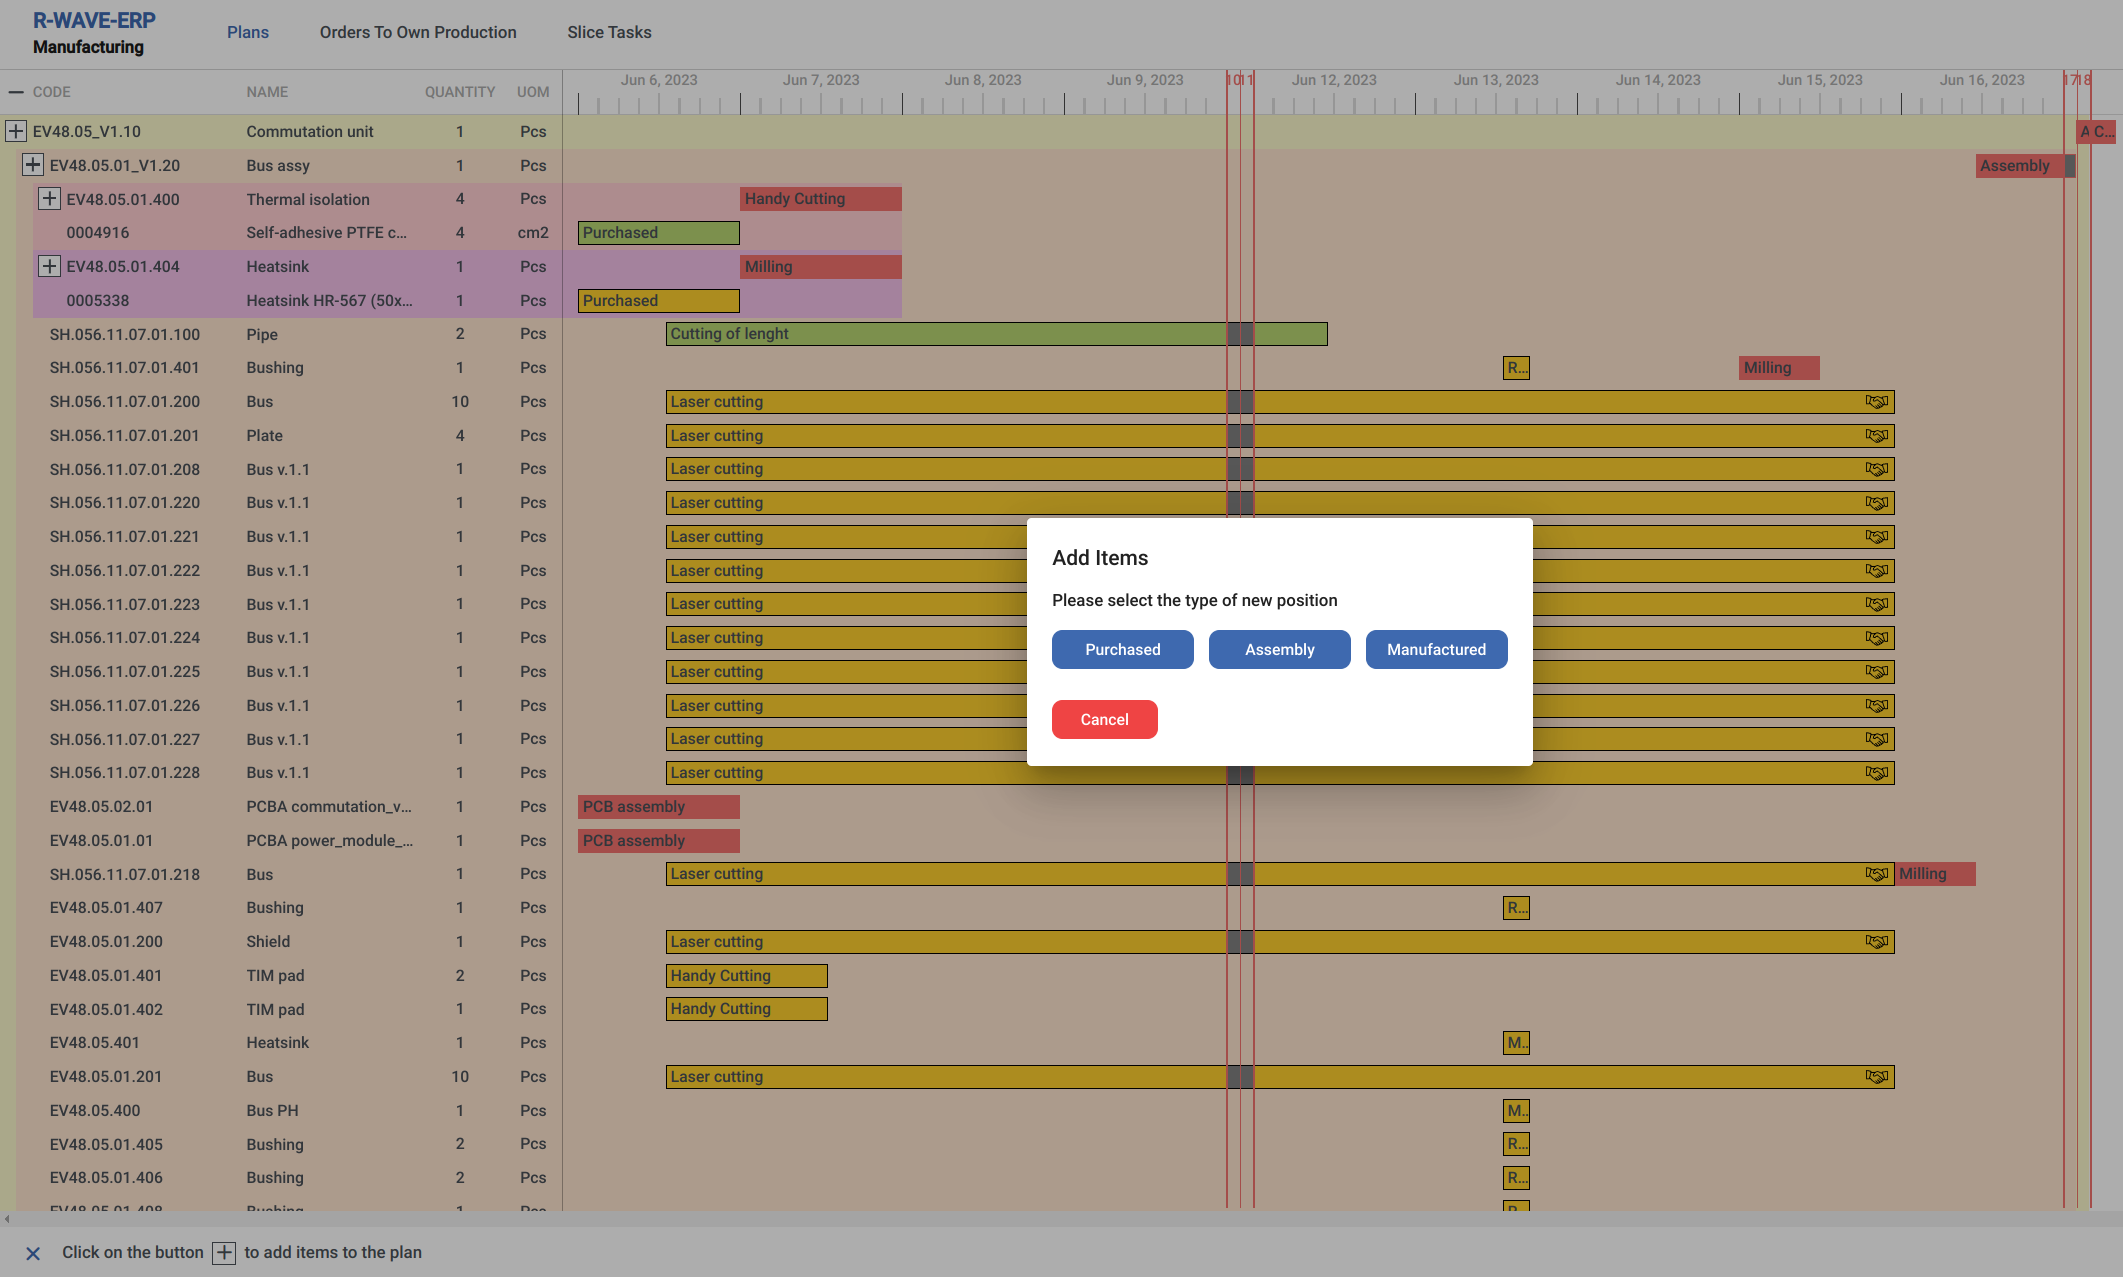 R-WAVE-ERP
Manufacturing
Plans Orders To Own Production Slice Tasks
CODE NAME QUANTITY UOM
Jun 6, 2023 Jun 7, 2023 Jun 8, 2023 Jun 9, 2023 10 11 Jun 12, 2023 Jun 13, 2023 Jun 14, 2023 Jun 15, 2023 Jun 16, 2023 17 18
EV48.05_V1.10 Commutation unit 1 Pcs A C...
EV48.05.01_V1.20 Bus assy 1 Pcs Assembly
EV48.05.01.400 Thermal isolation 4 Pcs Handy Cutting
0004916 Self-adhesive PTFE c... 4 cm2 Purchased
EV48.05.01.404 Heatsink 1 Pcs Milling
0005338 Heatsink HR-567 (50x... 1 Pcs Purchased
SH.056.11.07.01.100 Pipe 2 Pcs Cutting of lenght
SH.056.11.07.01.401 Bushing 1 Pcs R... Milling
SH.056.11.07.01.200 Bus 10 Pcs Laser cutting
SH.056.11.07.01.201 Plate 4 Pcs Laser cutting
SH.056.11.07.01.208 Bus v.1.1 1 Pcs Laser cutting
SH.056.11.07.01.220 Bus v.1.1 1 Pcs Laser cutting
SH.056.11.07.01.221 Bus v.1.1 1 Pcs Laser cutting
SH.056.11.07.01.222 Bus v.1.1 1 Pcs Laser cutting
SH.056.11.07.01.223 Bus v.1.1 1 Pcs Laser cutting
SH.056.11.07.01.224 Bus v.1.1 1 Pcs Laser cutting
SH.056.11.07.01.225 Bus v.1.1 1 Pcs Laser cutting
SH.056.11.07.01.226 Bus v.1.1 1 Pcs Laser cutting
SH.056.11.07.01.227 Bus v.1.1 1 Pcs Laser cutting
SH.056.11.07.01.228 Bus v.1.1 1 Pcs Laser cutting
EV48.05.02.01 PCBA commutation_v... 1 Pcs PCB assembly
EV48.05.01.01 PCBA power_module_... 1 Pcs PCB assembly
SH.056.11.07.01.218 Bus 1 Pcs Laser cutting Milling
EV48.05.01.407 Bushing 1 Pcs R...
EV48.05.01.200 Shield 1 Pcs Laser cutting
EV48.05.01.401 TIM pad 2 Pcs Handy Cutting
EV48.05.01.402 TIM pad 1 Pcs Handy Cutting
EV48.05.401 Heatsink 1 Pcs M..
EV48.05.01.201 Bus 10 Pcs Laser cutting
EV48.05.400 Bus PH 1 Pcs M..
EV48.05.01.405 Bushing 2 Pcs R...
EV48.05.01.406 Bushing 2 Pcs R...
EV48.05.01.408 Bushing 1 Pcs R...
Add Items
Please select the type of new position
Purchased Assembly Manufactured
Cancel
Click on the button + to add items to the plan